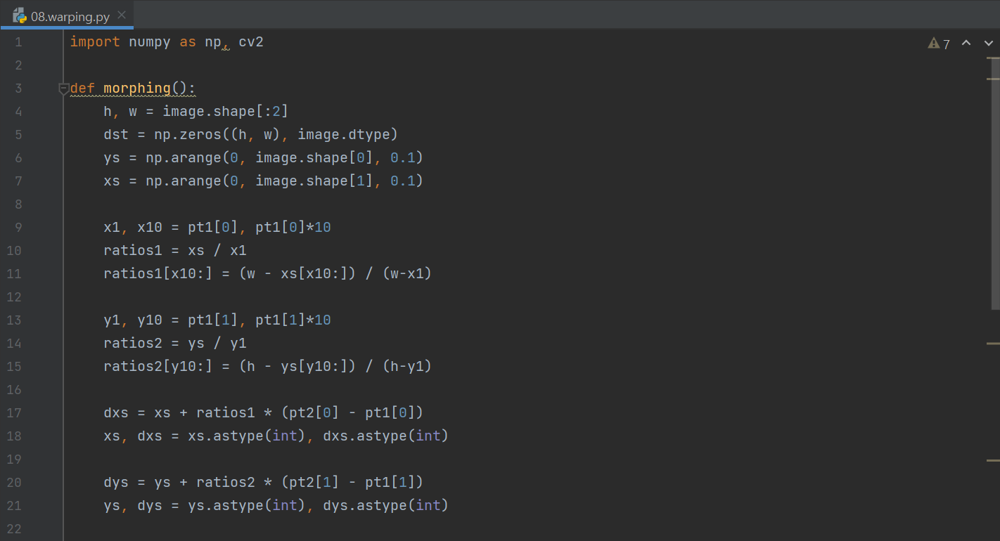 08.warping.py
7
1 import numpy as np, cv2
2
3 def morphing():
4 h, w = image.shape[:2]
5 dst = np.zeros((h, w), image.dtype)
6 ys = np.arange(0, image.shape[0], 0.1)
7 xs = np.arange(0, image.shape[1], 0.1)
8
9 x1, x10 = pt1[0], pt1[0]*10
10 ratios1 = xs / x1
11 ratios1[x10:] = (w - xs[x10:]) / (w-x1)
12
13 y1, y10 = pt1[1], pt1[1]*10
14 ratios2 = ys / y1
15 ratios2[y10:] = (h - ys[y10:]) / (h-y1)
16
17 dxs = xs + ratios1 * (pt2[0] - pt1[0])
18 xs, dxs = xs.astype(int), dxs.astype(int)
19
20 dys = ys + ratios2 * (pt2[1] - pt1[1])
21 ys, dys = ys.astype(int), dys.astype(int)
22